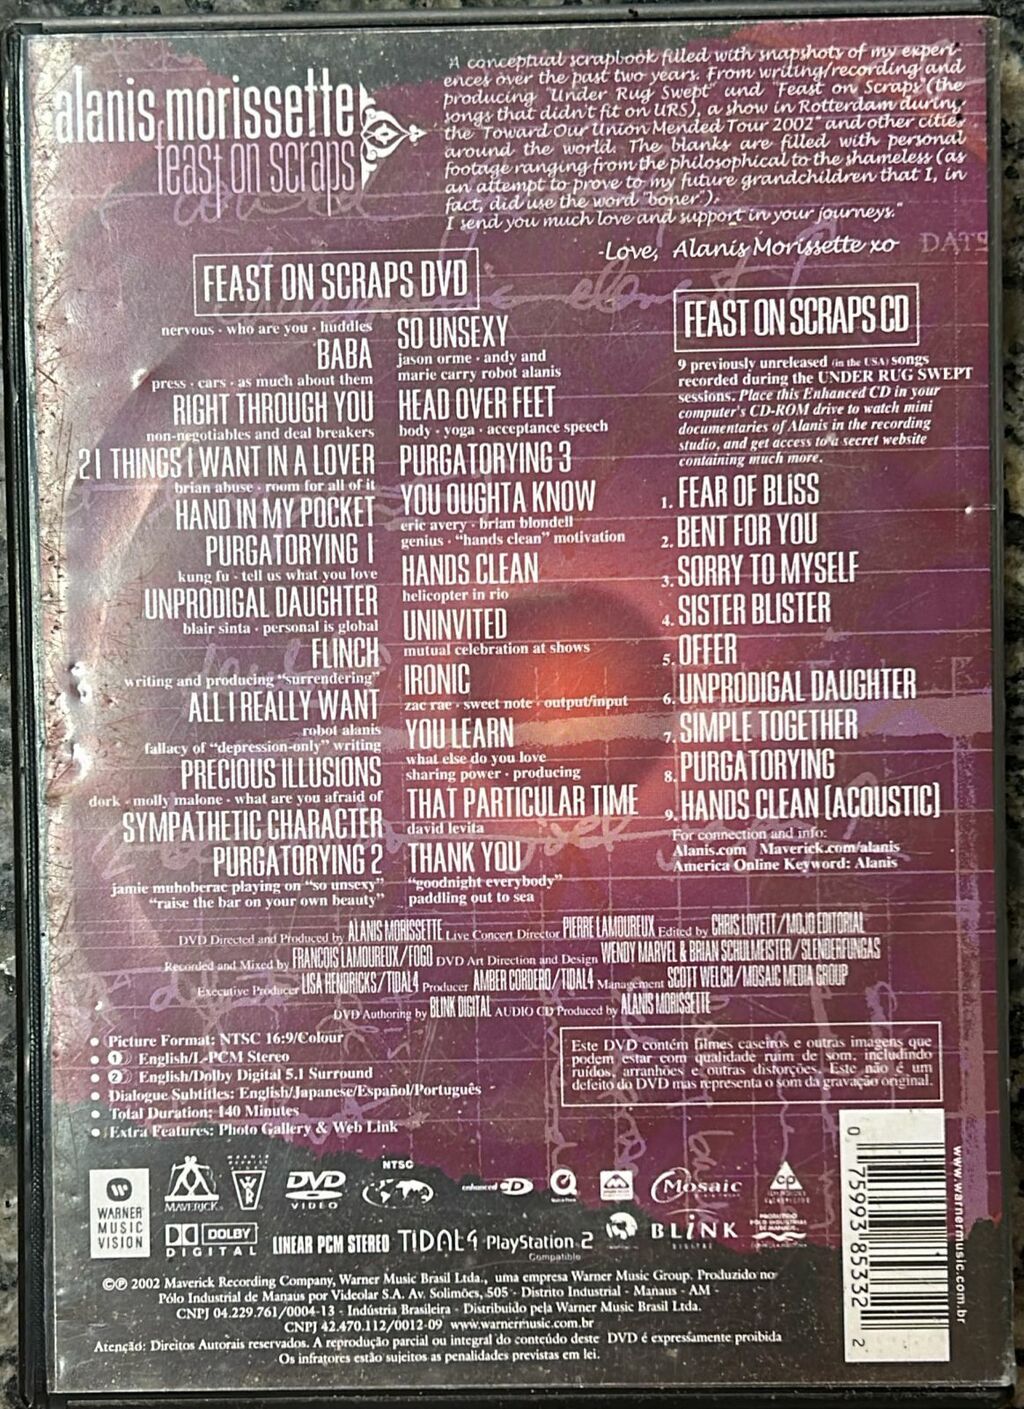 alanis morissette
feast on scraps
"A conceptual scrapbook filled with snapshots of my experi-
ences over the past two years. From writing/recording and
producing "Under Rug Swept" and "Feast on Scraps" (the
songs that didn't fit on URS), a show in Rotterdam during
the "Toward Our Union Mended Tour 2002" and other cities
around the world. The blanks are filled with personal
footage ranging from the philosophical to the shameless (as
an attempt to prove to my future grandchildren that I, in
fact, did use the word "boner").
I send you much love and support in your journeys."
-Love, Alanis Morissette xo
DATE
FEAST ON SCRAPS DVD
nervous · who are you · huddles
BABA
press · cars · as much about them
RIGHT THROUGH YOU
non-negotiables and deal breakers
21 THINGS I WANT IN A LOVER
brian abuse · room for all of it
HAND IN MY POCKET
PURGATORYING 1
kung fu · tell us what you love
UNPRODIGAL DAUGHTER
blair sinta · personal is global
FLINCH
writing and producing "surrendering"
ALL I REALLY WANT
robot alanis
fallacy of "depression-only" writing
PRECIOUS ILLUSIONS
dork · molly malone · what are you afraid of
SYMPATHETIC CHARACTER
PURGATORYING 2
jamie muhoberac playing on "so unsexy"
"raise the bar on your own beauty"
SO UNSEXY
jason orme · andy and
marie carry robot alanis
HEAD OVER FEET
body · yoga · acceptance speech
PURGATORYING 3
YOU OUGHTA KNOW
eric avery · brian blondell
genius · "hands clean" motivation
HANDS CLEAN
helicopter in rio
UNINVITED
mutual celebration at shows
IRONIC
zac rae · sweet note · output/input
YOU LEARN
what else do you love
sharing power · producing
THAT PARTICULAR TIME
david levita
THANK YOU
"goodnight everybody"
paddling out to sea
FEAST ON SCRAPS CD
9 previously unreleased (in the USA) songs
recorded during the UNDER RUG SWEPT
sessions. Place this Enhanced CD in your
computer's CD-ROM drive to watch mini
documentaries of Alanis in the recording
studio, and get access to a secret website
containing much more.
1. FEAR OF BLISS
2. BENT FOR YOU
3. SORRY TO MYSELF
4. SISTER BLISTER
5. OFFER
6. UNPRODIGAL DAUGHTER
7. SIMPLE TOGETHER
8. PURGATORYING
9. HANDS CLEAN (ACOUSTIC)
For connection and info:
Alanis.com Maverick.com/alanis
America Online Keyword: Alanis
DVD Directed and Produced by ALANIS MORISSETTE Live Concert Director PIERRE LAMOUREUX Edited by CHRIS LOVETT/MOJO EDITORIAL
Recorded and Mixed by FRANCOIS LAMOUREUX/FOGO DVD Art Direction and Design WENDY MARVEL & BRIAN SCHULMEISTER/SLENDERFUNGAS
Executive Producer LISA HENDRICKS/TIDAL4 Producer AMBER CORDERO/TIDAL4 Management SCOTT WELCH/MOSAIC MEDIA GROUP
DVD Authoring by BLINK DIGITAL AUDIO CD Produced by ALANIS MORISSETTE
• Picture Format: NTSC 16:9/Colour
• 1 English/L-PCM Stereo
• 2 English/Dolby Digital 5.1 Surround
• Dialogue Subtitles: English/Japanese/Español/Português
• Total Duration: 140 Minutes
• Extra Features: Photo Gallery & Web Link
Este DVD contém filmes caseiros e outras imagens que
podem estar com qualidade ruim de som, includindo
ruídos, arranhões e outras distorções. Este não é um
defeito do DVD mas representa o som da gravação original.
WARNER
MUSIC
VISION
MAVERICK
DVD
VIDEO
NTSC
enhanced CD
Mosaic
DOLBY
DIGITAL
LINEAR PCM STEREO
TIDAL4
PlayStation 2
Compatible
BLINK
DIGITAL
©℗ 2002 Maverick Recording Company, Warner Music Brasil Ltda., uma empresa Warner Music Group. Produzido no
Pólo Industrial de Manaus por Videolar S.A. Av. Solimões, 505 - Distrito Industrial - Manaus - AM -
CNPJ 04.229.761/0004-13 - Indústria Brasileira - Distribuido pela Warner Music Brasil Ltda.
CNPJ 42.470.112/0012-09 www.warnermusic.com.br
Atenção: Direitos Autorais reservados. A reprodução parcial ou integral do conteúdo deste DVD é expressamente proibida
Os infratores estão sujeitos as penalidades previstas em lei.
0 75993 85332 2
www.warnermusic.com.br